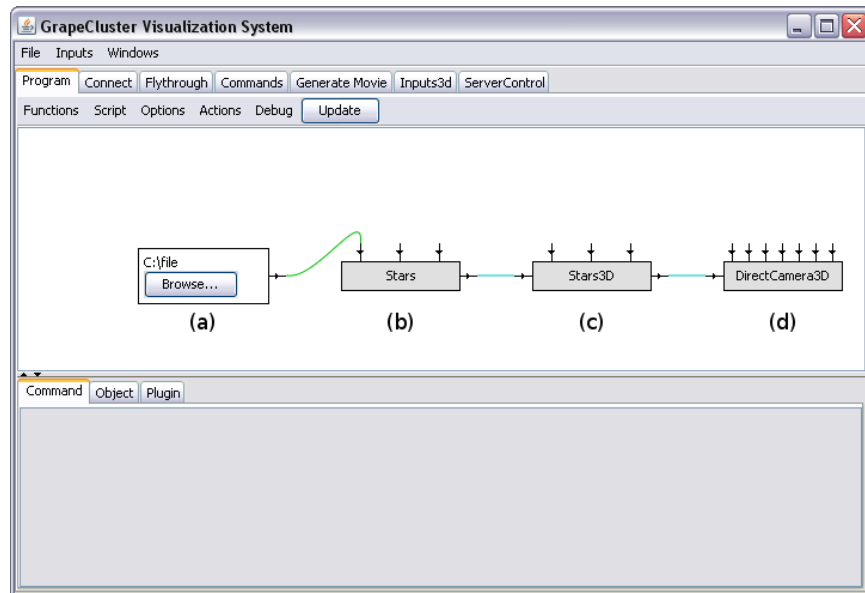 GrapeCluster Visualization System
File Inputs Windows
Program Connect Flythrough Commands Generate Movie Inputs3d ServerControl
Functions Script Options Actions Debug Update
C:\file
Browse...
Stars
Stars3D
DirectCamera3D
(a) (b) (c) (d)
Command Object Plugin